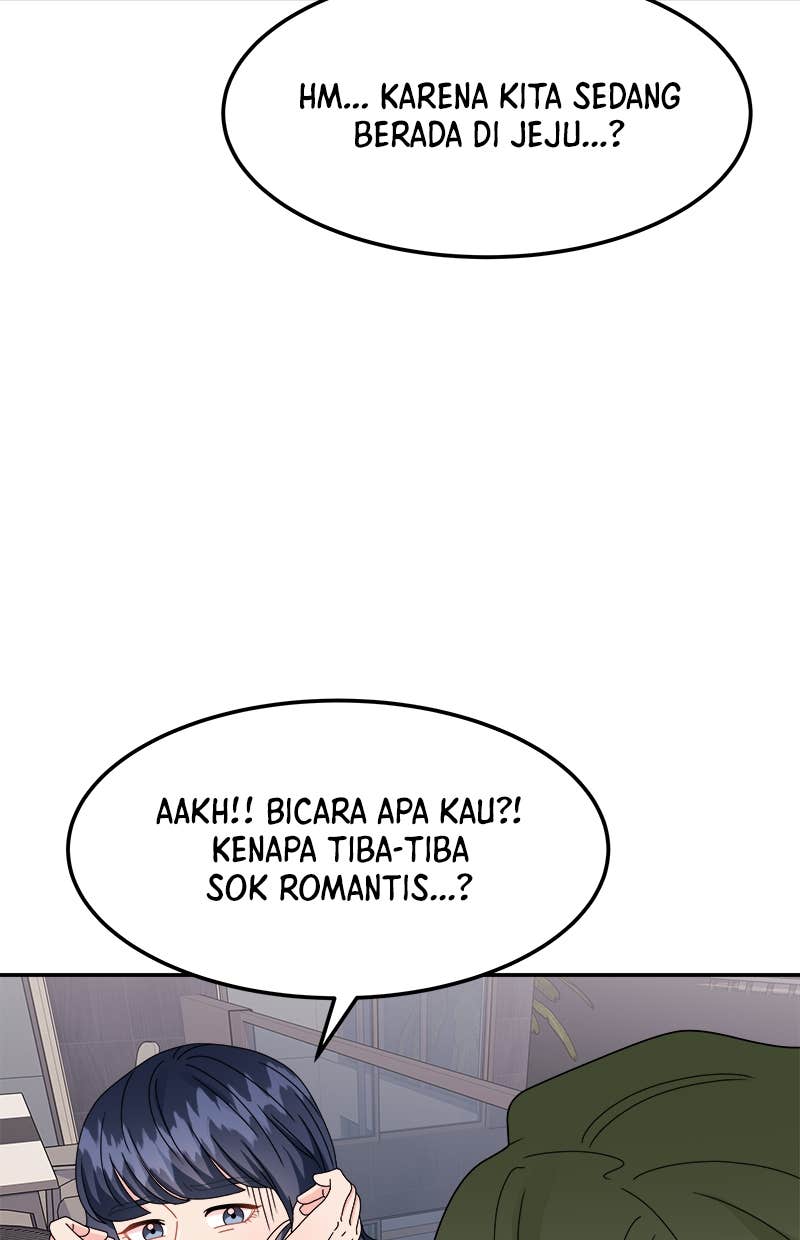 HM... KARENA KITA SEDANG
BERADA DI JEJU...?
AAKH!! BICARA APA KAU?!
KENAPA TIBA-TIBA
SOK ROMANTIS...?